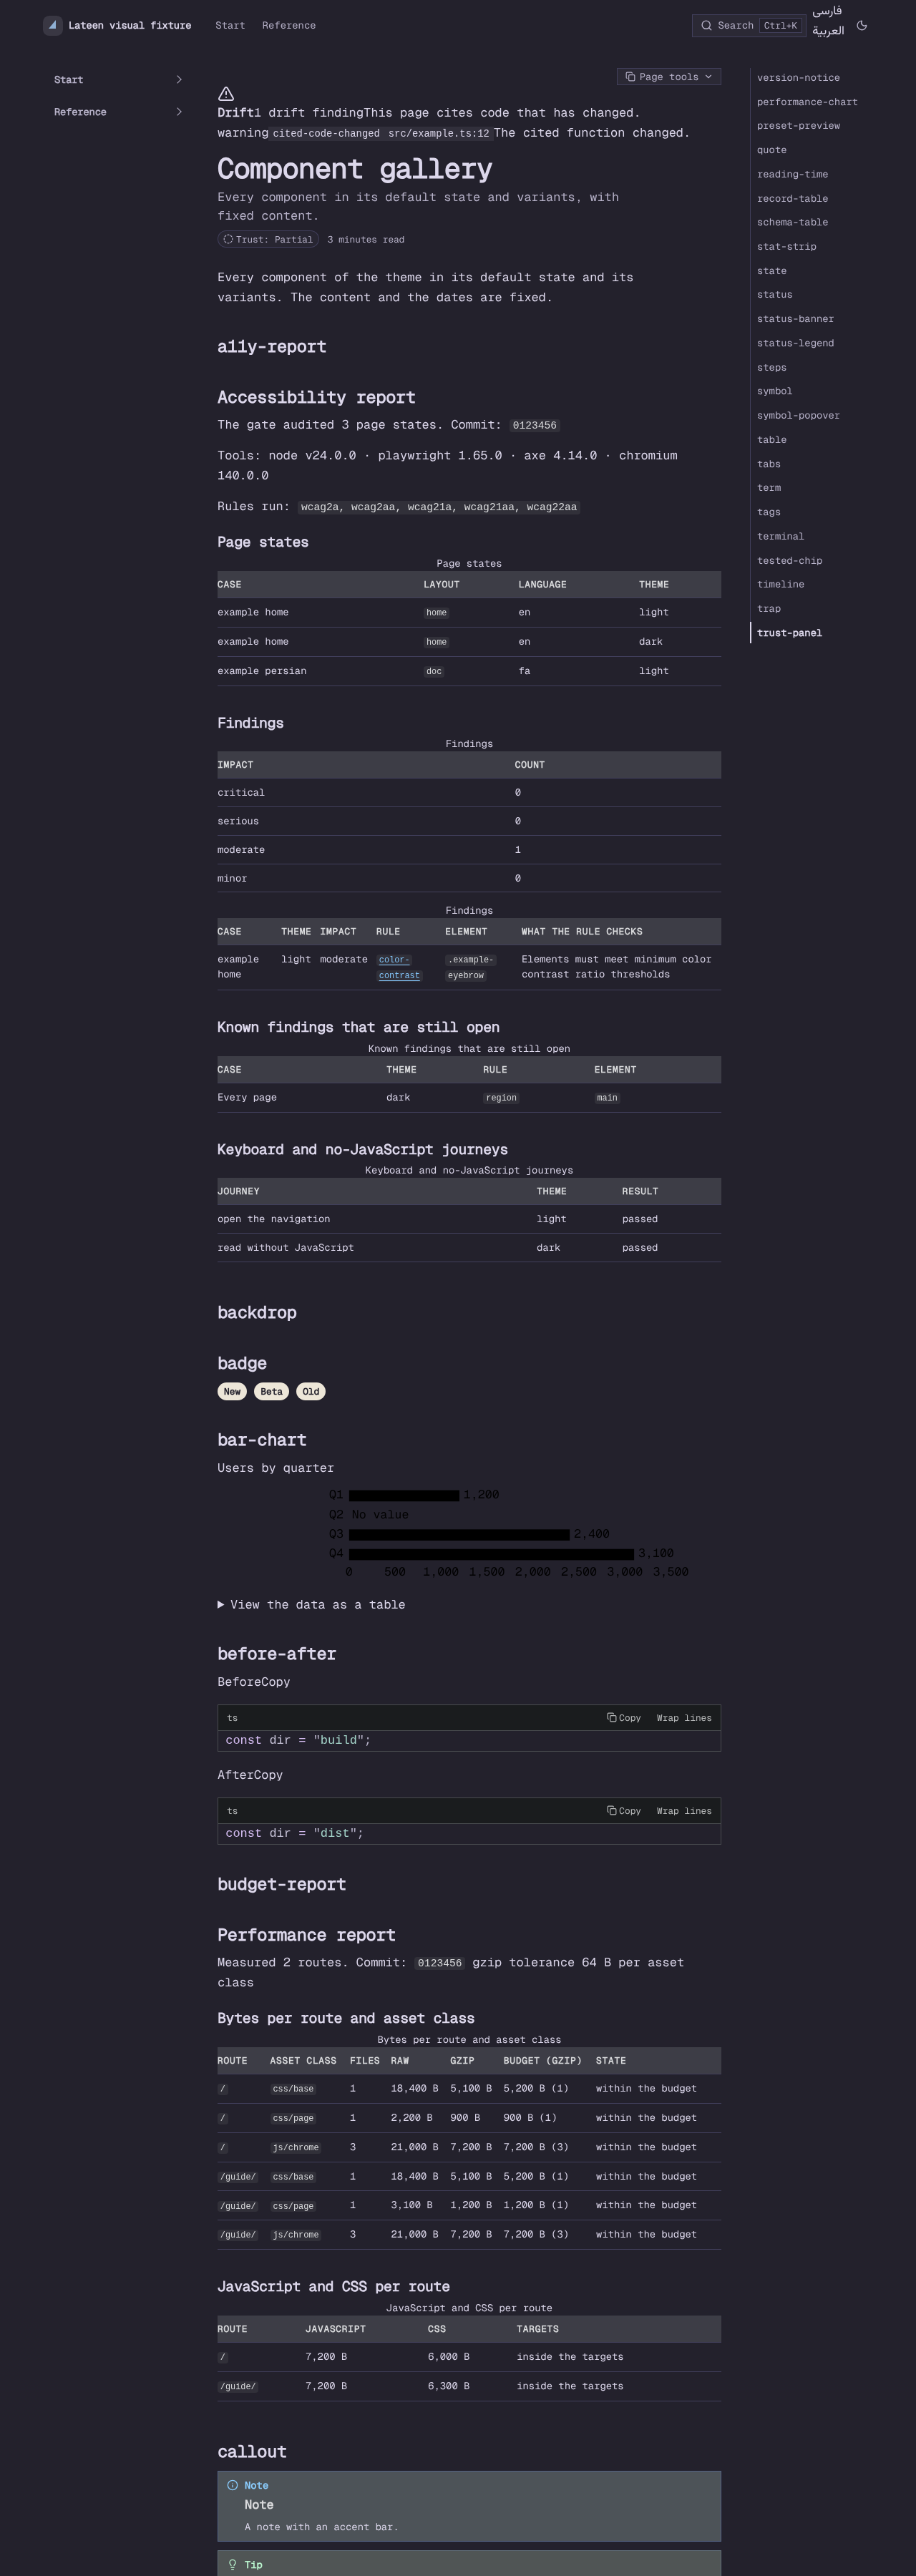 Lateen visual fixture
Start
Reference
Search Ctrl+K
فارسی
العربية
Start
Reference
Page tools
Drift1 drift findingThis page cites code that has changed.
warning cited-code-changed src/example.ts:12 The cited function changed.
Component gallery
Every component in its default state and variants, with
fixed content.
Trust: Partial 3 minutes read
Every component of the theme in its default state and its
variants. The content and the dates are fixed.
a11y-report
Accessibility report
The gate audited 3 page states. Commit: 0123456
Tools: node v24.0.0 · playwright 1.65.0 · axe 4.14.0 · chromium
140.0.0
Rules run: wcag2a, wcag2aa, wcag21a, wcag21aa, wcag22aa
Page states
Page states
CASE LAYOUT LANGUAGE THEME
example home home en light
example home home en dark
example persian doc fa light
Findings
Findings
IMPACT COUNT
critical 0
serious 0
moderate 1
minor 0
Findings
CASE THEME IMPACT RULE ELEMENT WHAT THE RULE CHECKS
example light moderate color- .example- Elements must meet minimum color
home contrast eyebrow contrast ratio thresholds
Known findings that are still open
Known findings that are still open
CASE THEME RULE ELEMENT
Every page dark region main
Keyboard and no-JavaScript journeys
Keyboard and no-JavaScript journeys
JOURNEY THEME RESULT
open the navigation light passed
read without JavaScript dark passed
backdrop
badge
New Beta Old
bar-chart
Users by quarter
Q1 1,200
Q2 No value
Q3 2,400
Q4 3,100
0 500 1,000 1,500 2,000 2,500 3,000 3,500
View the data as a table
before-after
BeforeCopy
ts Copy Wrap lines
const dir = "build";
AfterCopy
ts Copy Wrap lines
const dir = "dist";
budget-report
Performance report
Measured 2 routes. Commit: 0123456 gzip tolerance 64 B per asset
class
Bytes per route and asset class
Bytes per route and asset class
ROUTE ASSET CLASS FILES RAW GZIP BUDGET (GZIP) STATE
/ css/base 1 18,400 B 5,100 B 5,200 B (1) within the budget
/ css/page 1 2,200 B 900 B 900 B (1) within the budget
/ js/chrome 3 21,000 B 7,200 B 7,200 B (3) within the budget
/guide/ css/base 1 18,400 B 5,100 B 5,200 B (1) within the budget
/guide/ css/page 1 3,100 B 1,200 B 1,200 B (1) within the budget
/guide/ js/chrome 3 21,000 B 7,200 B 7,200 B (3) within the budget
JavaScript and CSS per route
JavaScript and CSS per route
ROUTE JAVASCRIPT CSS TARGETS
/ 7,200 B 6,000 B inside the targets
/guide/ 7,200 B 6,300 B inside the targets
callout
Note
Note
A note with an accent bar.
Tip
version-notice
performance-chart
preset-preview
quote
reading-time
record-table
schema-table
stat-strip
state
status
status-banner
status-legend
steps
symbol
symbol-popover
table
tabs
term
tags
terminal
tested-chip
timeline
trap
trust-panel